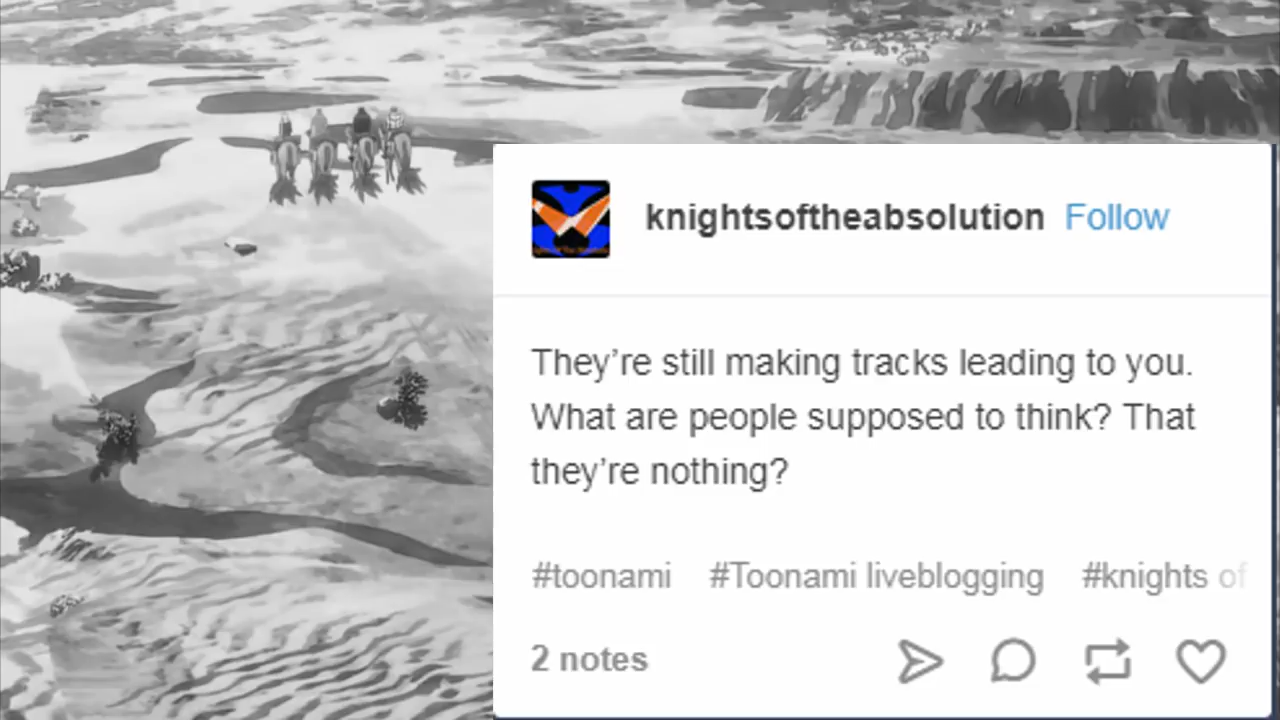 knightsoftheabsolution Follow
They're still making tracks leading to you.
What are people supposed to think? That
they're nothing?
#toonami #Toonami liveblogging #knights of
2 notes